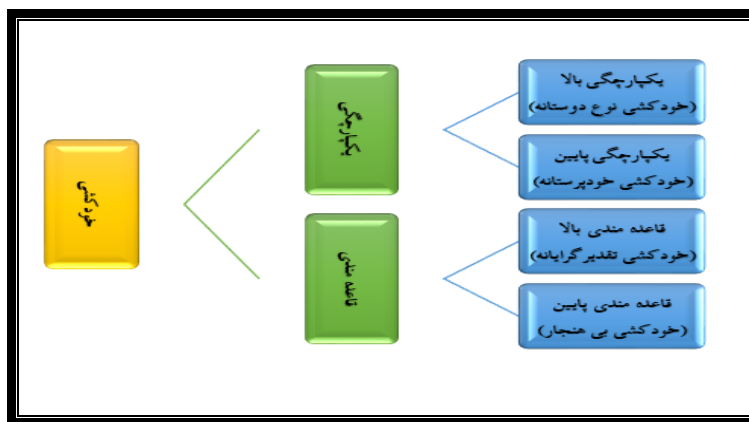 خودکشی
یکپارچگی
یکپارچگی بالا
(خودکشی نوع دوستانه)
یکپارچگی پایین
(خودکشی خودپرستانه)
قاعده مندی
قاعده مندی بالا
(خودکشی تقدیرگرایانه)
قاعده مندی پایین
(خودکشی بی هنجار)